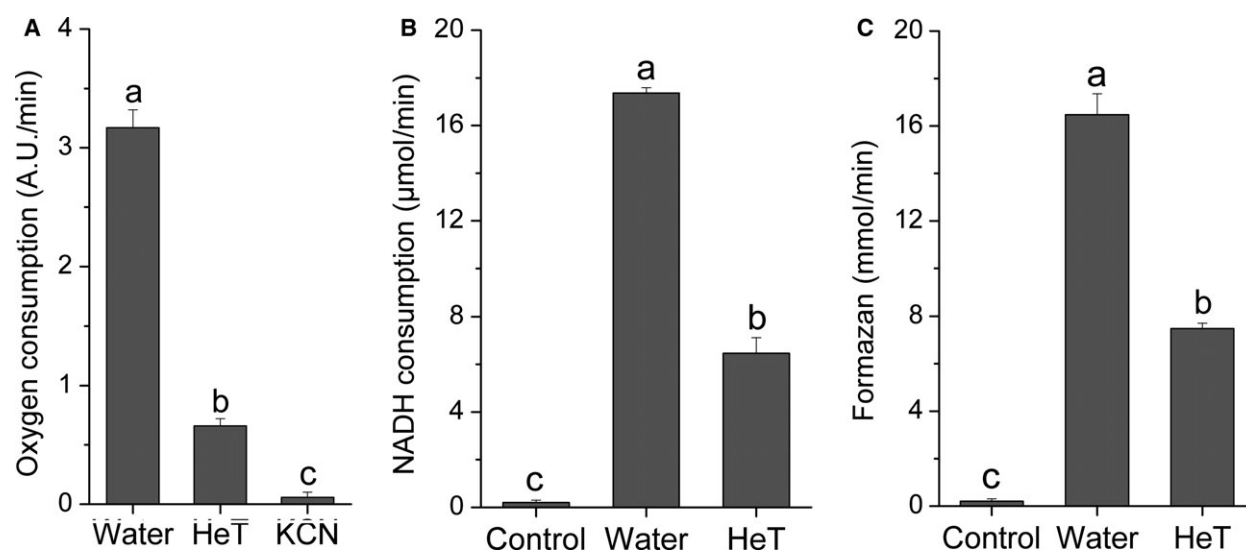 A
Oxygen consumption (A.U./min)
4
3
2
1
0
a
b
c
Water HeT KCN
B
NADH consumption (µmol/min)
20
16
12
8
4
0
c
a
b
Control Water HeT
C
Formazan (mmol/min)
20
16
12
8
4
0
c
a
b
Control Water HeT